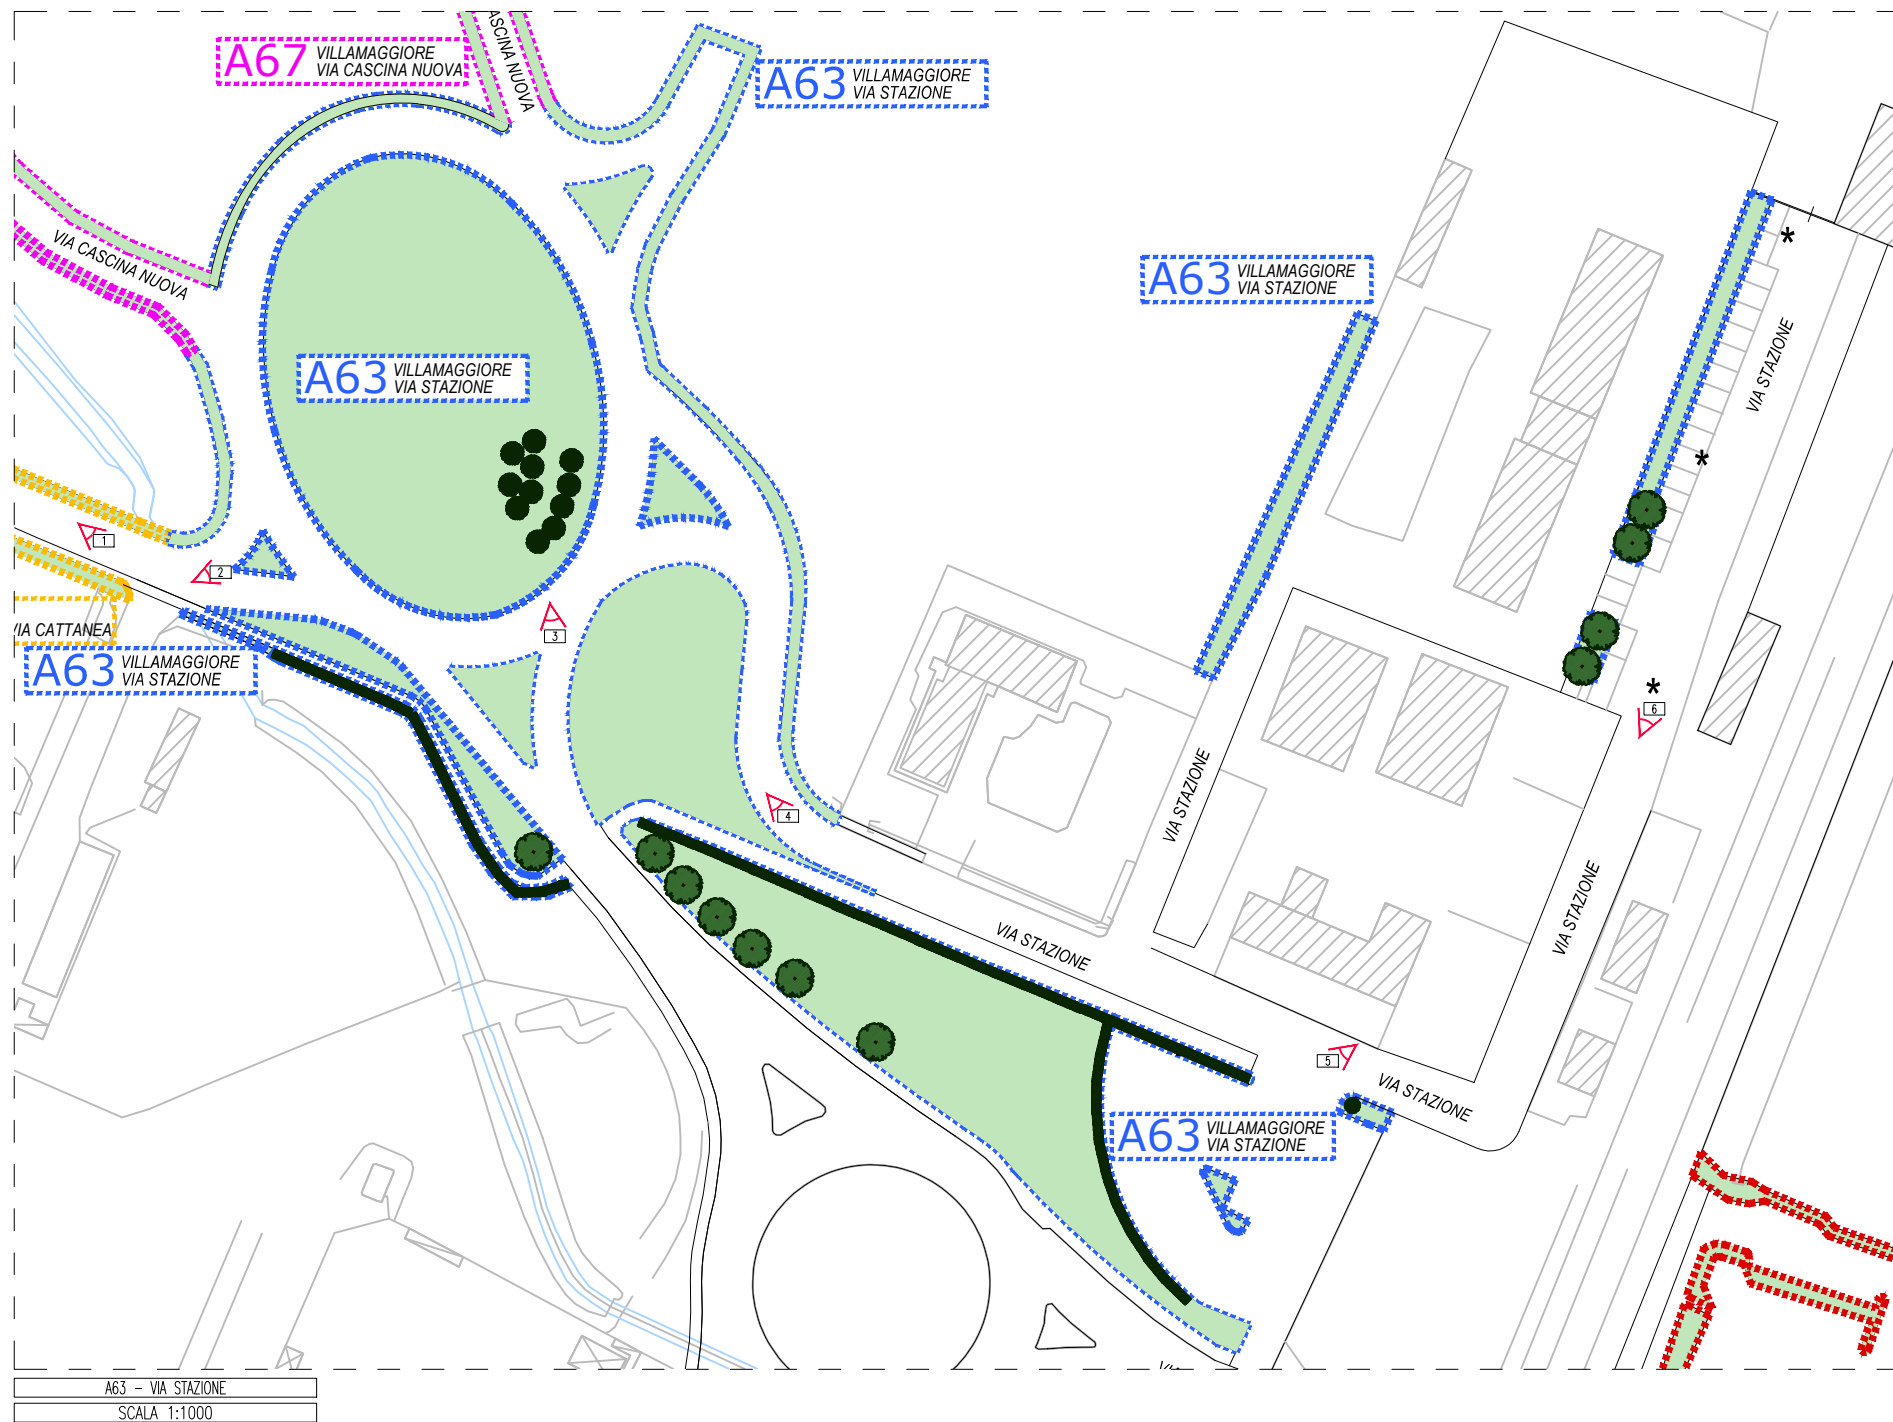 SCINA NUOVA
A67 VILLAMAGGIORE
VIA CASCINA NUOVA
A63 VILLAMAGGIORE
VIA STAZIONE
VIA CASCINA NUOVA
A63 VILLAMAGGIORE
VIA STAZIONE
*
VIA STAZIONE
A63 VILLAMAGGIORE
VIA STAZIONE
*
1
2
3
VIA CATTANEA
A63 VILLAMAGGIORE
VIA STAZIONE
*
6
VIA STAZIONE
4
VIA STAZIONE
VIA STAZIONE
5
VIA STAZIONE
A63 VILLAMAGGIORE
VIA STAZIONE
A63 - VIA STAZIONE
SCALA 1:1000